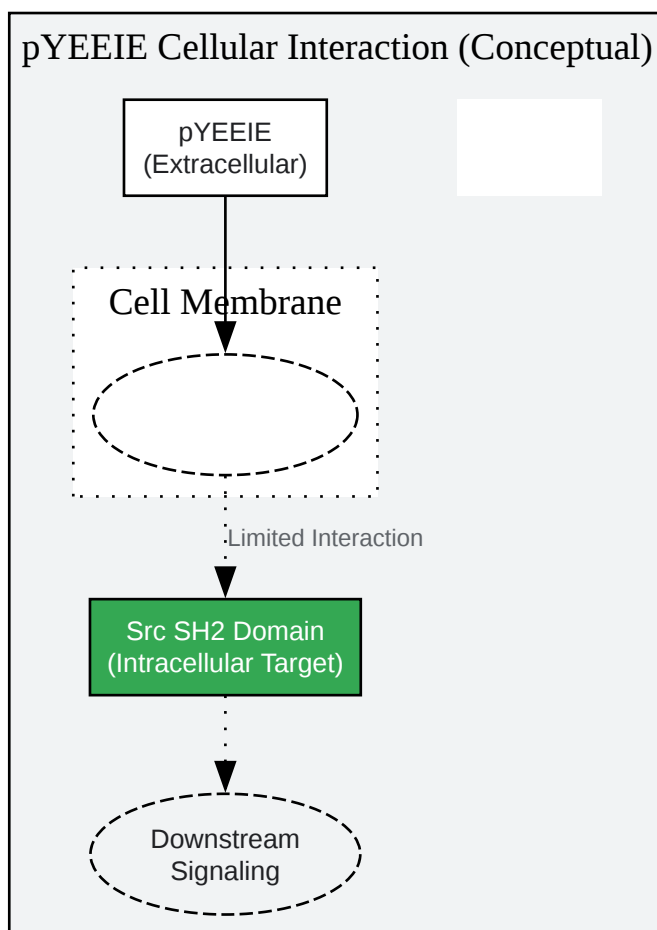 pYEEIE Cellular Interaction (Conceptual)
pYEEIE
(Extracellular)
Cell Membrane
Limited Interaction
Src SH2 Domain
(Intracellular Target)
Downstream
Signaling